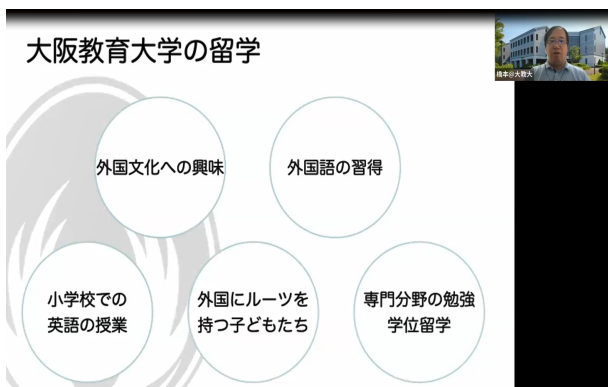 大阪教育大学の留学
橋本@大教大
外国文化への興味
外国語の習得
小学校での
英語の授業
外国にルーツを
持つ子どもたち
専門分野の勉強
学位留学